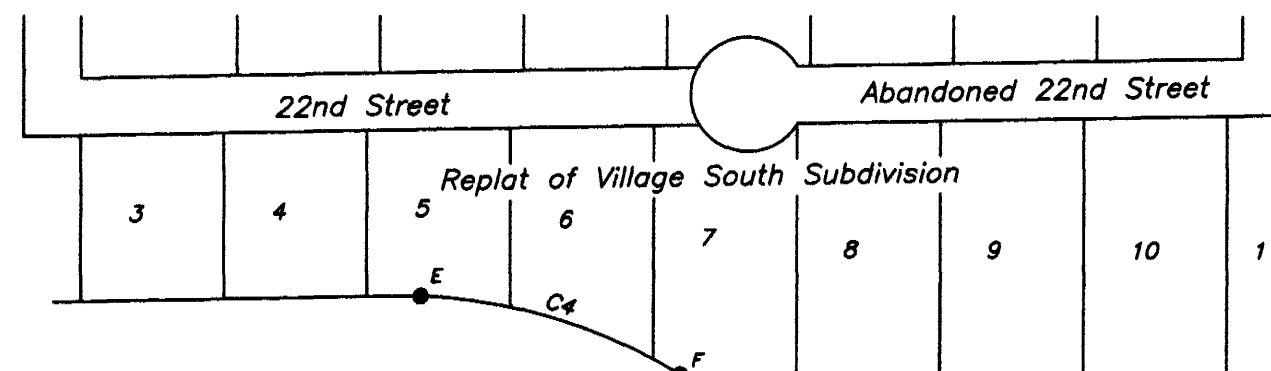 22nd Street
Abandoned 22nd Street
Replat of Village South Subdivision
3
4
5
6
7
8
9
10
1
E
C4
F